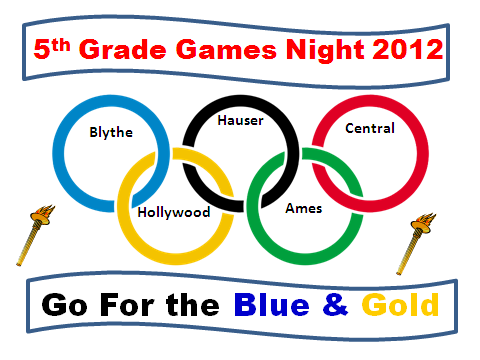 5th Grade Games Night 2012
Blythe Hauser Central
Hollywood Ames
Go For the Blue & Gold